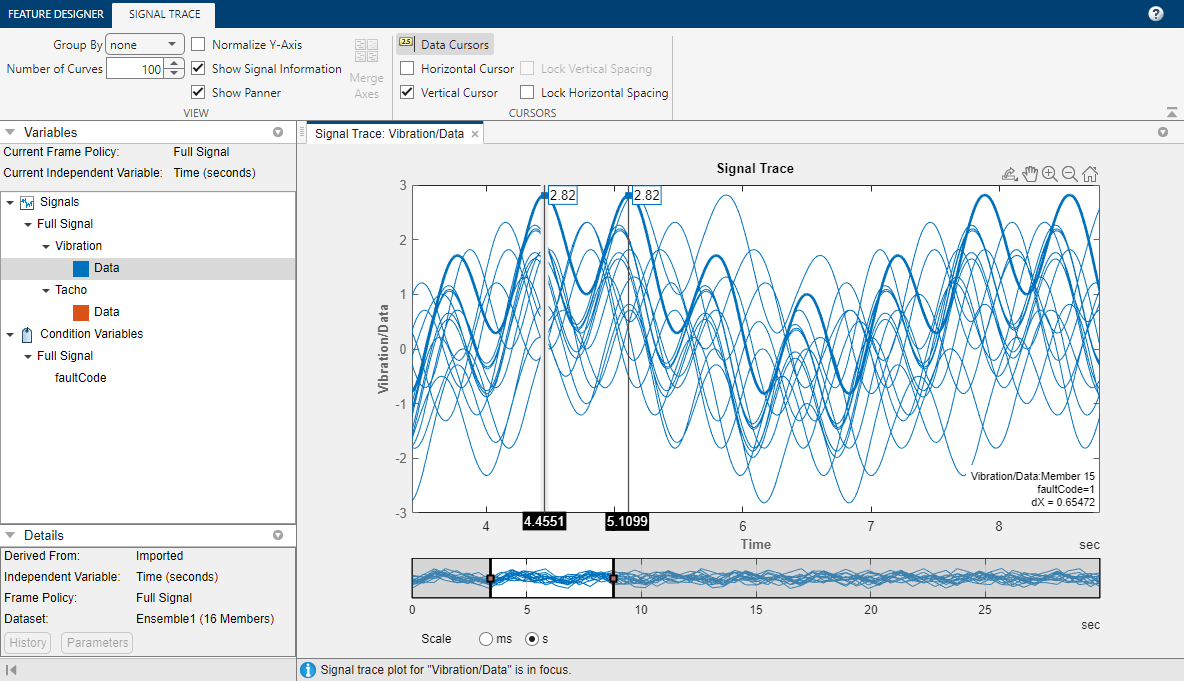 FEATURE DESIGNER
SIGNAL TRACE
?
Group By none
Normalize Y-Axis
Number of Curves 100
Show Signal Information
Show Panner
Merge
Axes
VIEW
2.5 Data Cursors
Horizontal Cursor
Lock Vertical Spacing
Vertical Cursor
Lock Horizontal Spacing
CURSORS
Variables
Current Frame Policy: Full Signal
Current Independent Variable: Time (seconds)
Signals
Full Signal
Vibration
Data
Tacho
Data
Condition Variables
Full Signal
faultCode
Details
Derived From: Imported
Independent Variable: Time (seconds)
Frame Policy: Full Signal
Dataset: Ensemble1 (16 Members)
History
Parameters
Signal Trace: Vibration/Data ×
Signal Trace
2.82
2.82
3
2
1
0
-1
-2
-3
Vibration/Data
Vibration/Data:Member 15
faultCode=1
dX = 0.65472
4
4.4551
5.1099
6
7
8
Time
sec
0
5
10
15
20
25
sec
Scale
ms
s
i
Signal trace plot for "Vibration/Data" is in focus.